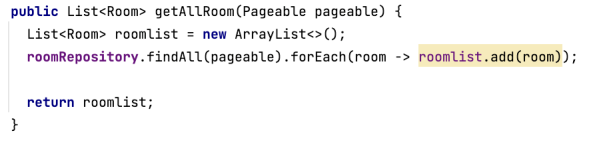 public List<Room> getAllRoom(Pageable pageable) {
  List<Room> roomlist = new ArrayList<>();
  roomRepository.findAll(pageable).forEach(room -> roomlist.add(room));
  return roomlist;
}